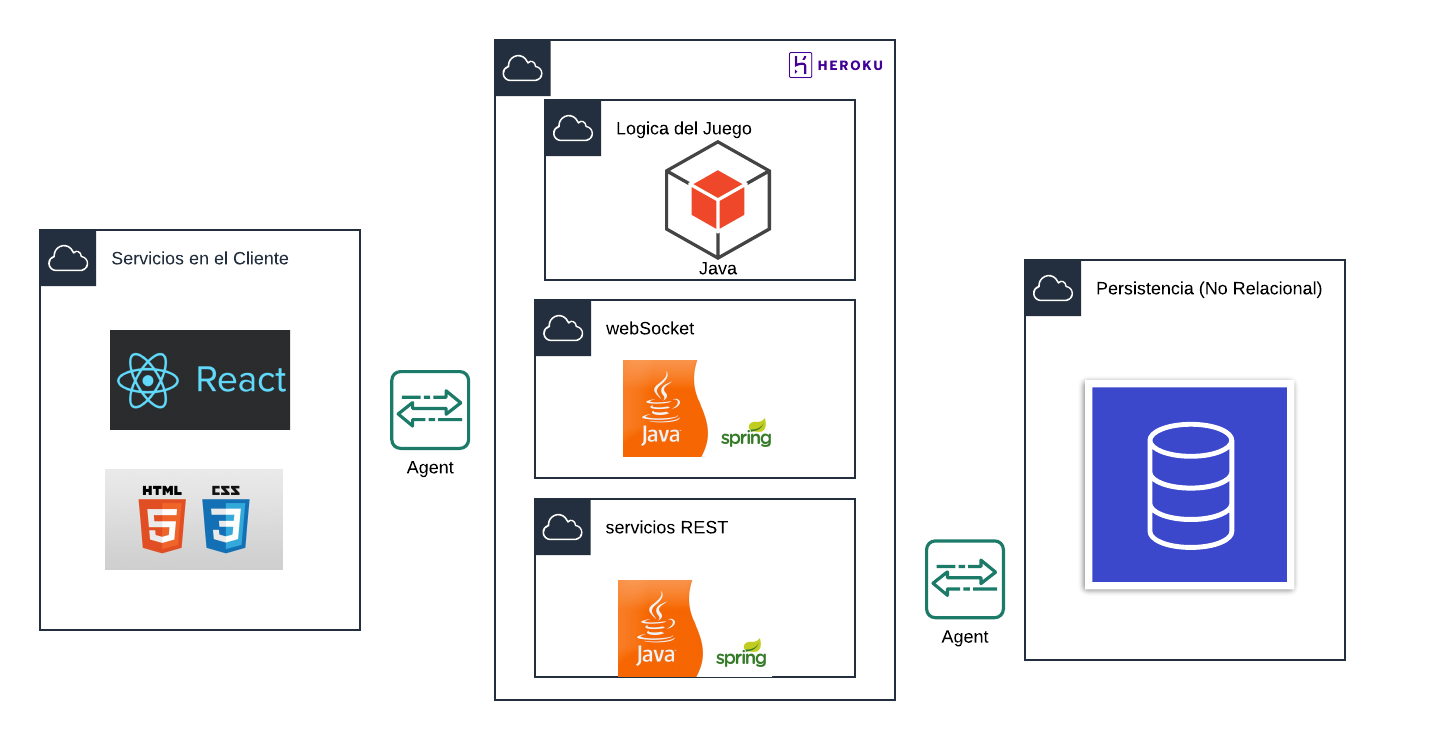 Servicios en el Cliente
React
HTML
5
CSS
3
Agent
HEROKU
Logica del Juego
Java
webSocket
Java
spring
servicios REST
Java
spring
Agent
Persistencia (No Relacional)